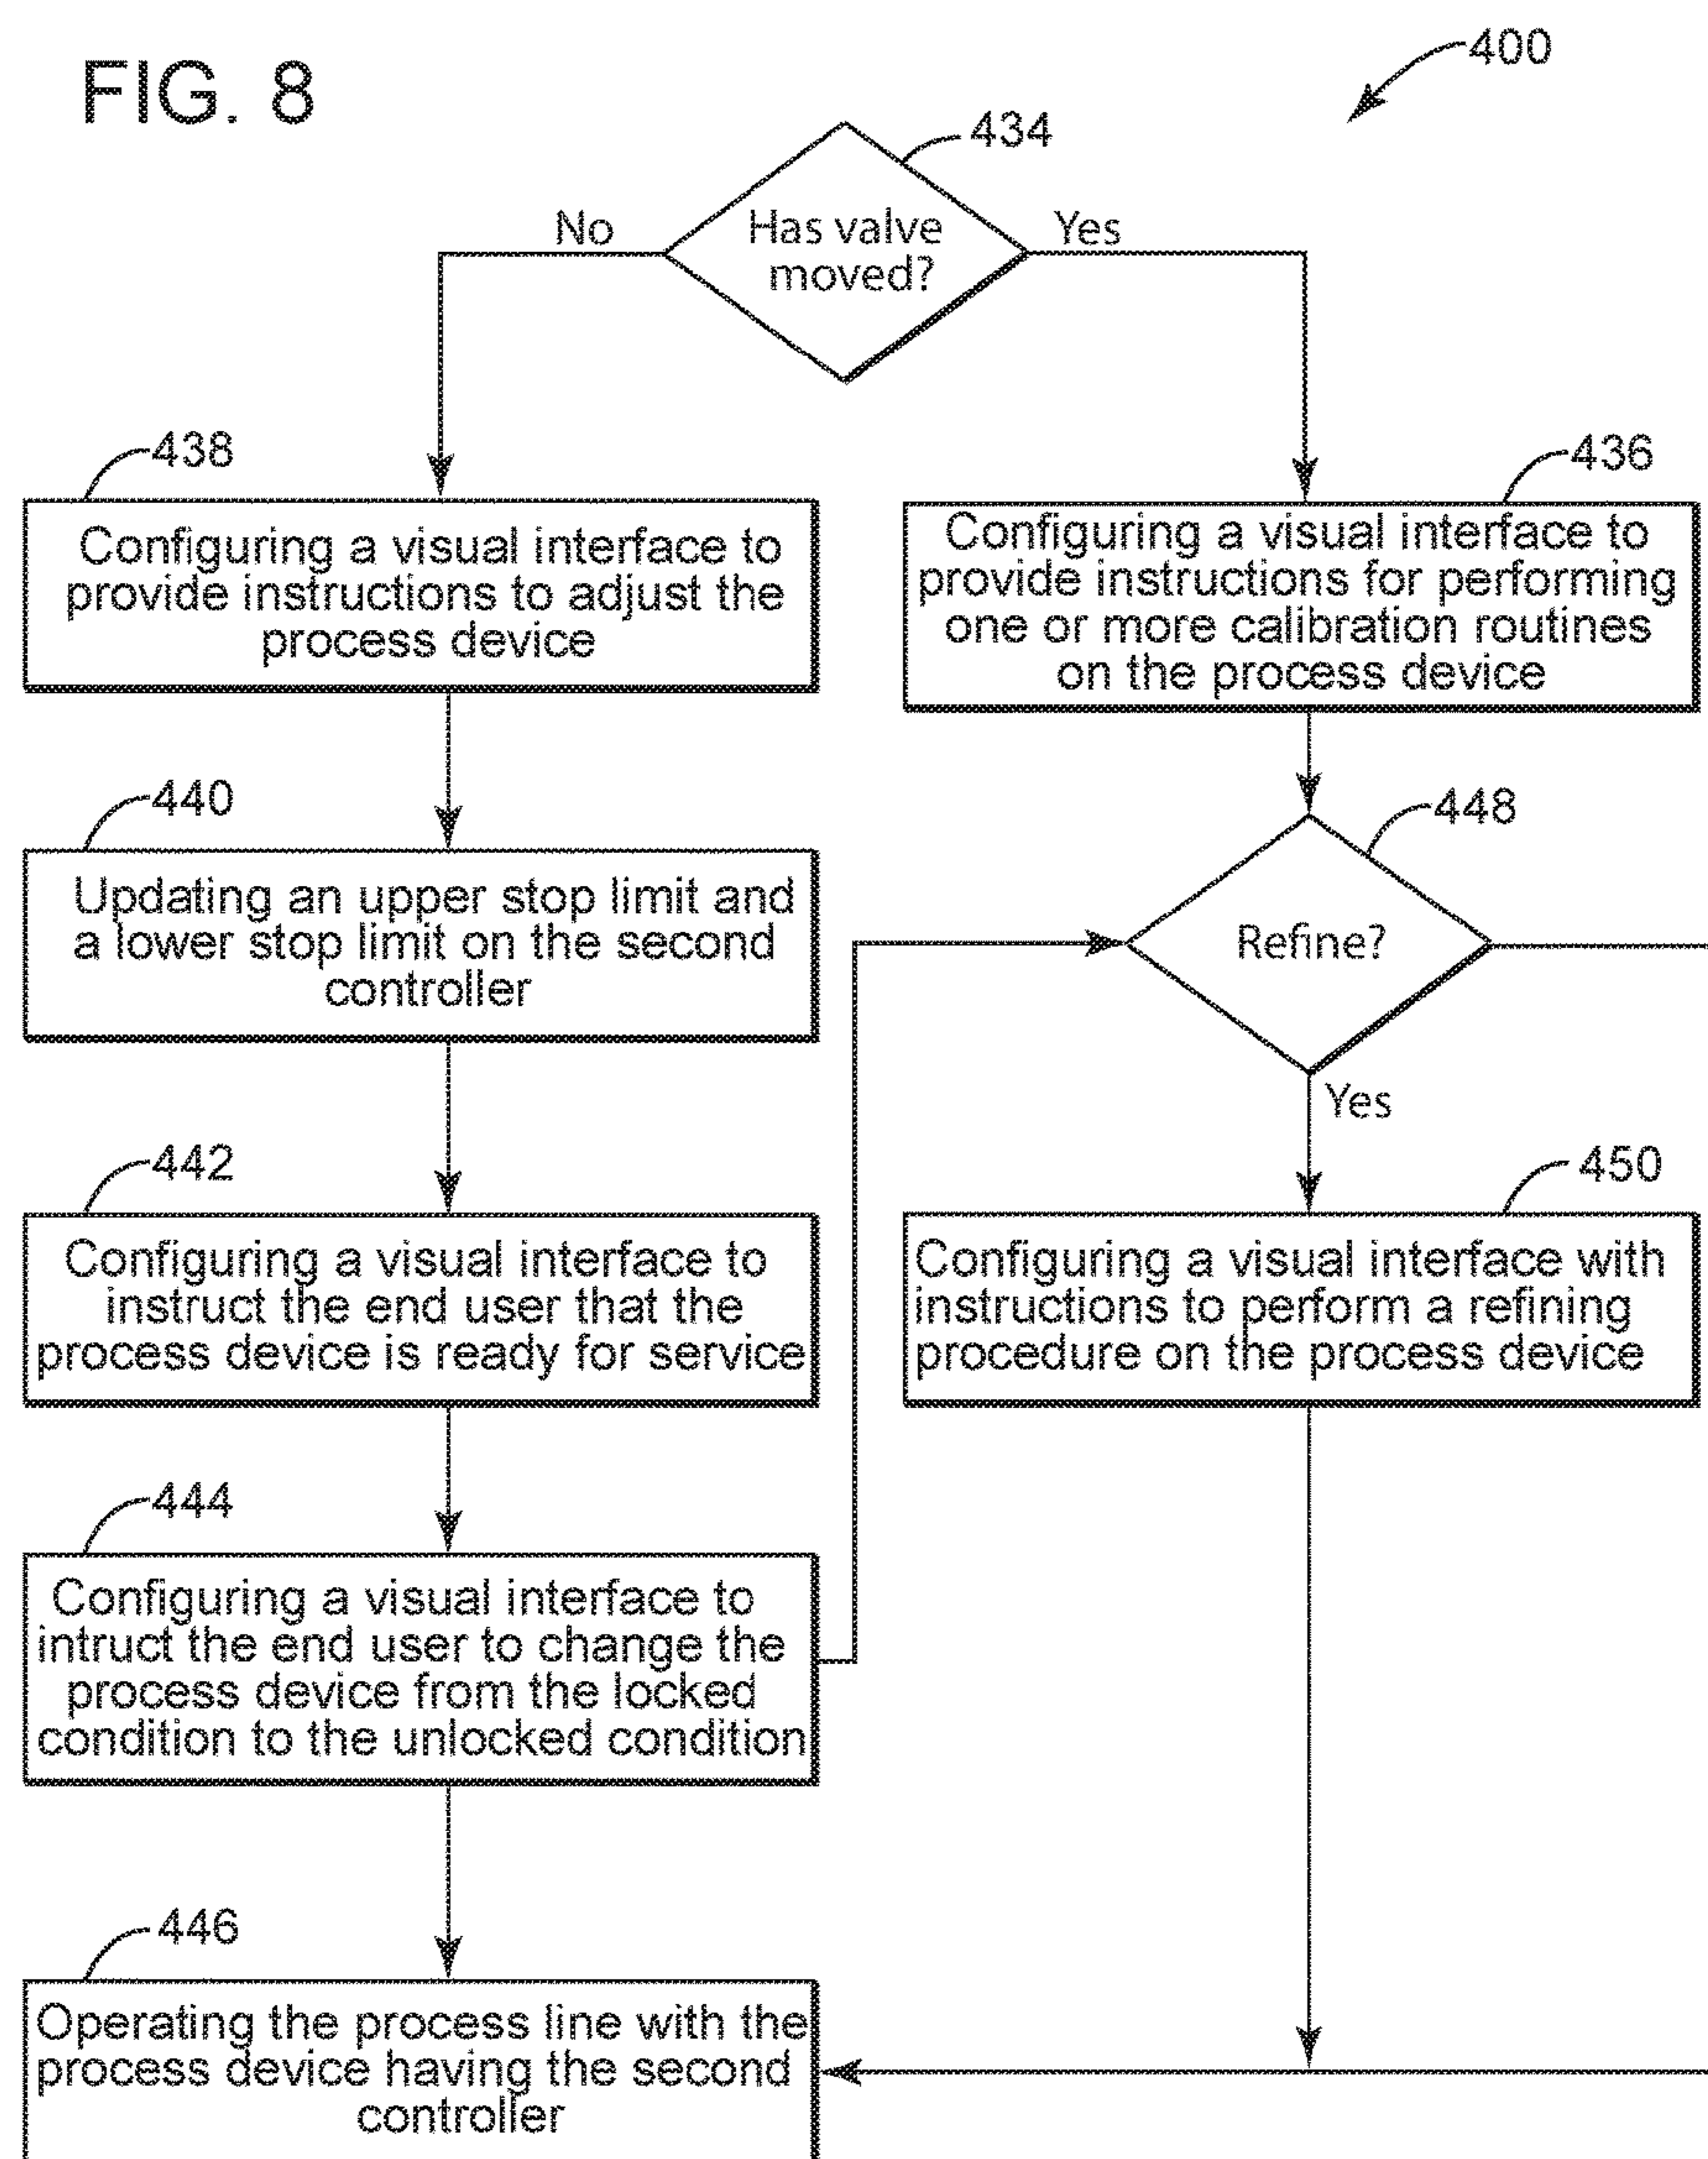 FIG. 8
400
434
Has valve
moved?
No
Yes
438
Configuring a visual interface to
provide instructions to adjust the
process device
436
Configuring a visual interface to
provide instructions for performing
one or more calibration routines
on the process device
440
Updating an upper stop limit and
a lower stop limit on the second
controller
448
Refine?
Yes
442
Configuring a visual interface to
instruct the end user that the
process device is ready for service
450
Configuring a visual interface with
instructions to perform a refining
procedure on the process device
444
Configuring a visual interface to
intruct the end user to change the
process device from the locked
condition to the unlocked condition
446
Operating the process line with the
process device having the second
controller